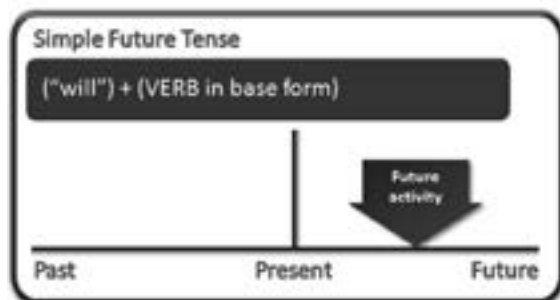 Simple Future Tense
("will") + (VERB in base form)
Future
activity
Past Present Future